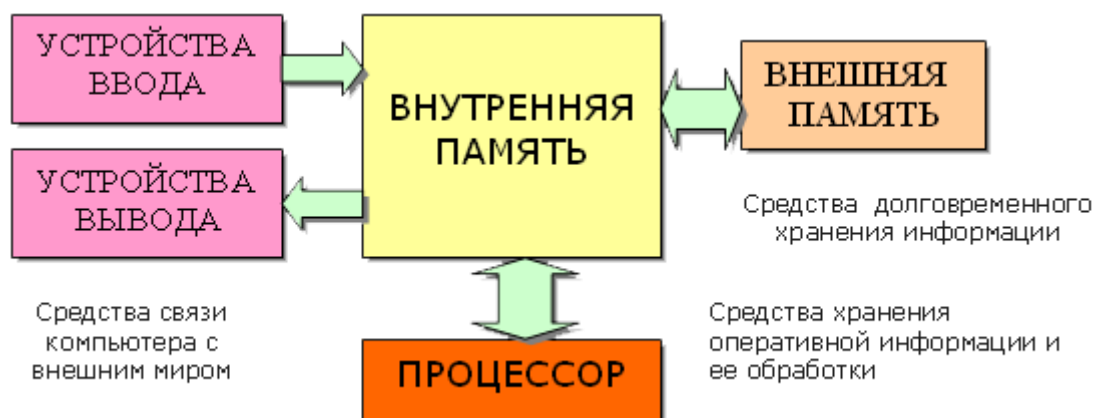 УСТРОЙСТВА
ВВОДА
ВНУТРЕННЯЯ
ПАМЯТЬ
ВНЕШНЯЯ
ПАМЯТЬ
УСТРОЙСТВА
ВЫВОДА
Средства долговременного
хранения информации
Средства связи
компьютера с
внешним миром
Средства хранения
оперативной информации и
ее обработки
ПРОЦЕССОР